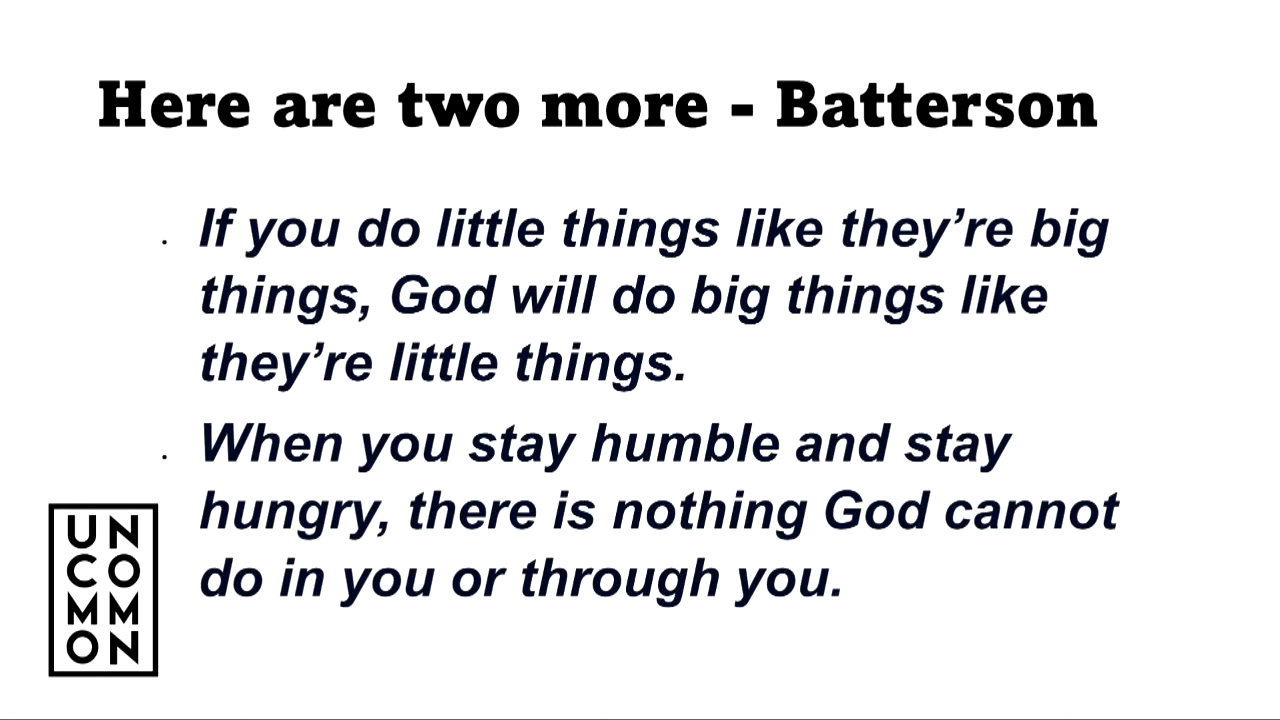 Here are two more - Batterson
. If you do little things like they’re big
things, God will do big things like
they’re little things.
. When you stay humble and stay
hungry, there is nothing God cannot
do in you or through you.
UN
CO
MM
ON